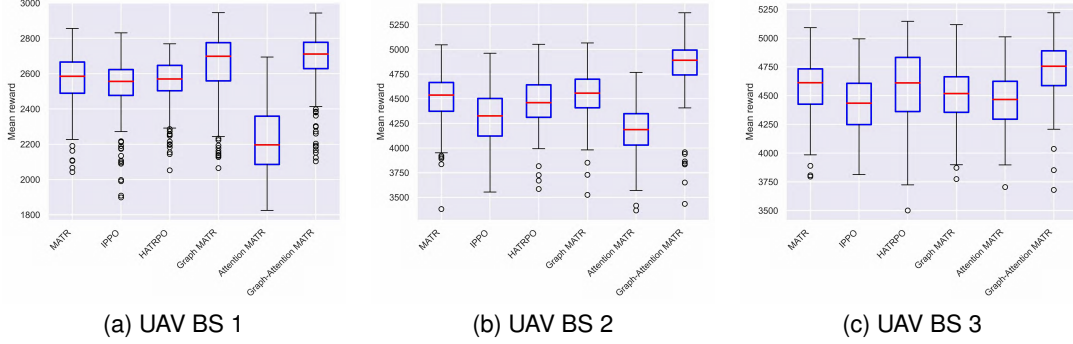 3000
2800
2600
2400
2200
2000
1800
Mean reward
MATR
IPPO
HATRPO
Graph MATR
Attention MATR
Graph-Attention MATR
(a) UAV BS 1
5250
5000
4750
4500
4250
4000
3750
3500
Mean reward
MATR
IPPO
HATRPO
Graph MATR
Attention MATR
Graph-Attention MATR
(b) UAV BS 2
5250
5000
4750
4500
4250
4000
3750
3500
Mean reward
MATR
IPPO
HATRPO
Graph MATR
Attention MATR
Graph-Attention MATR
(c) UAV BS 3